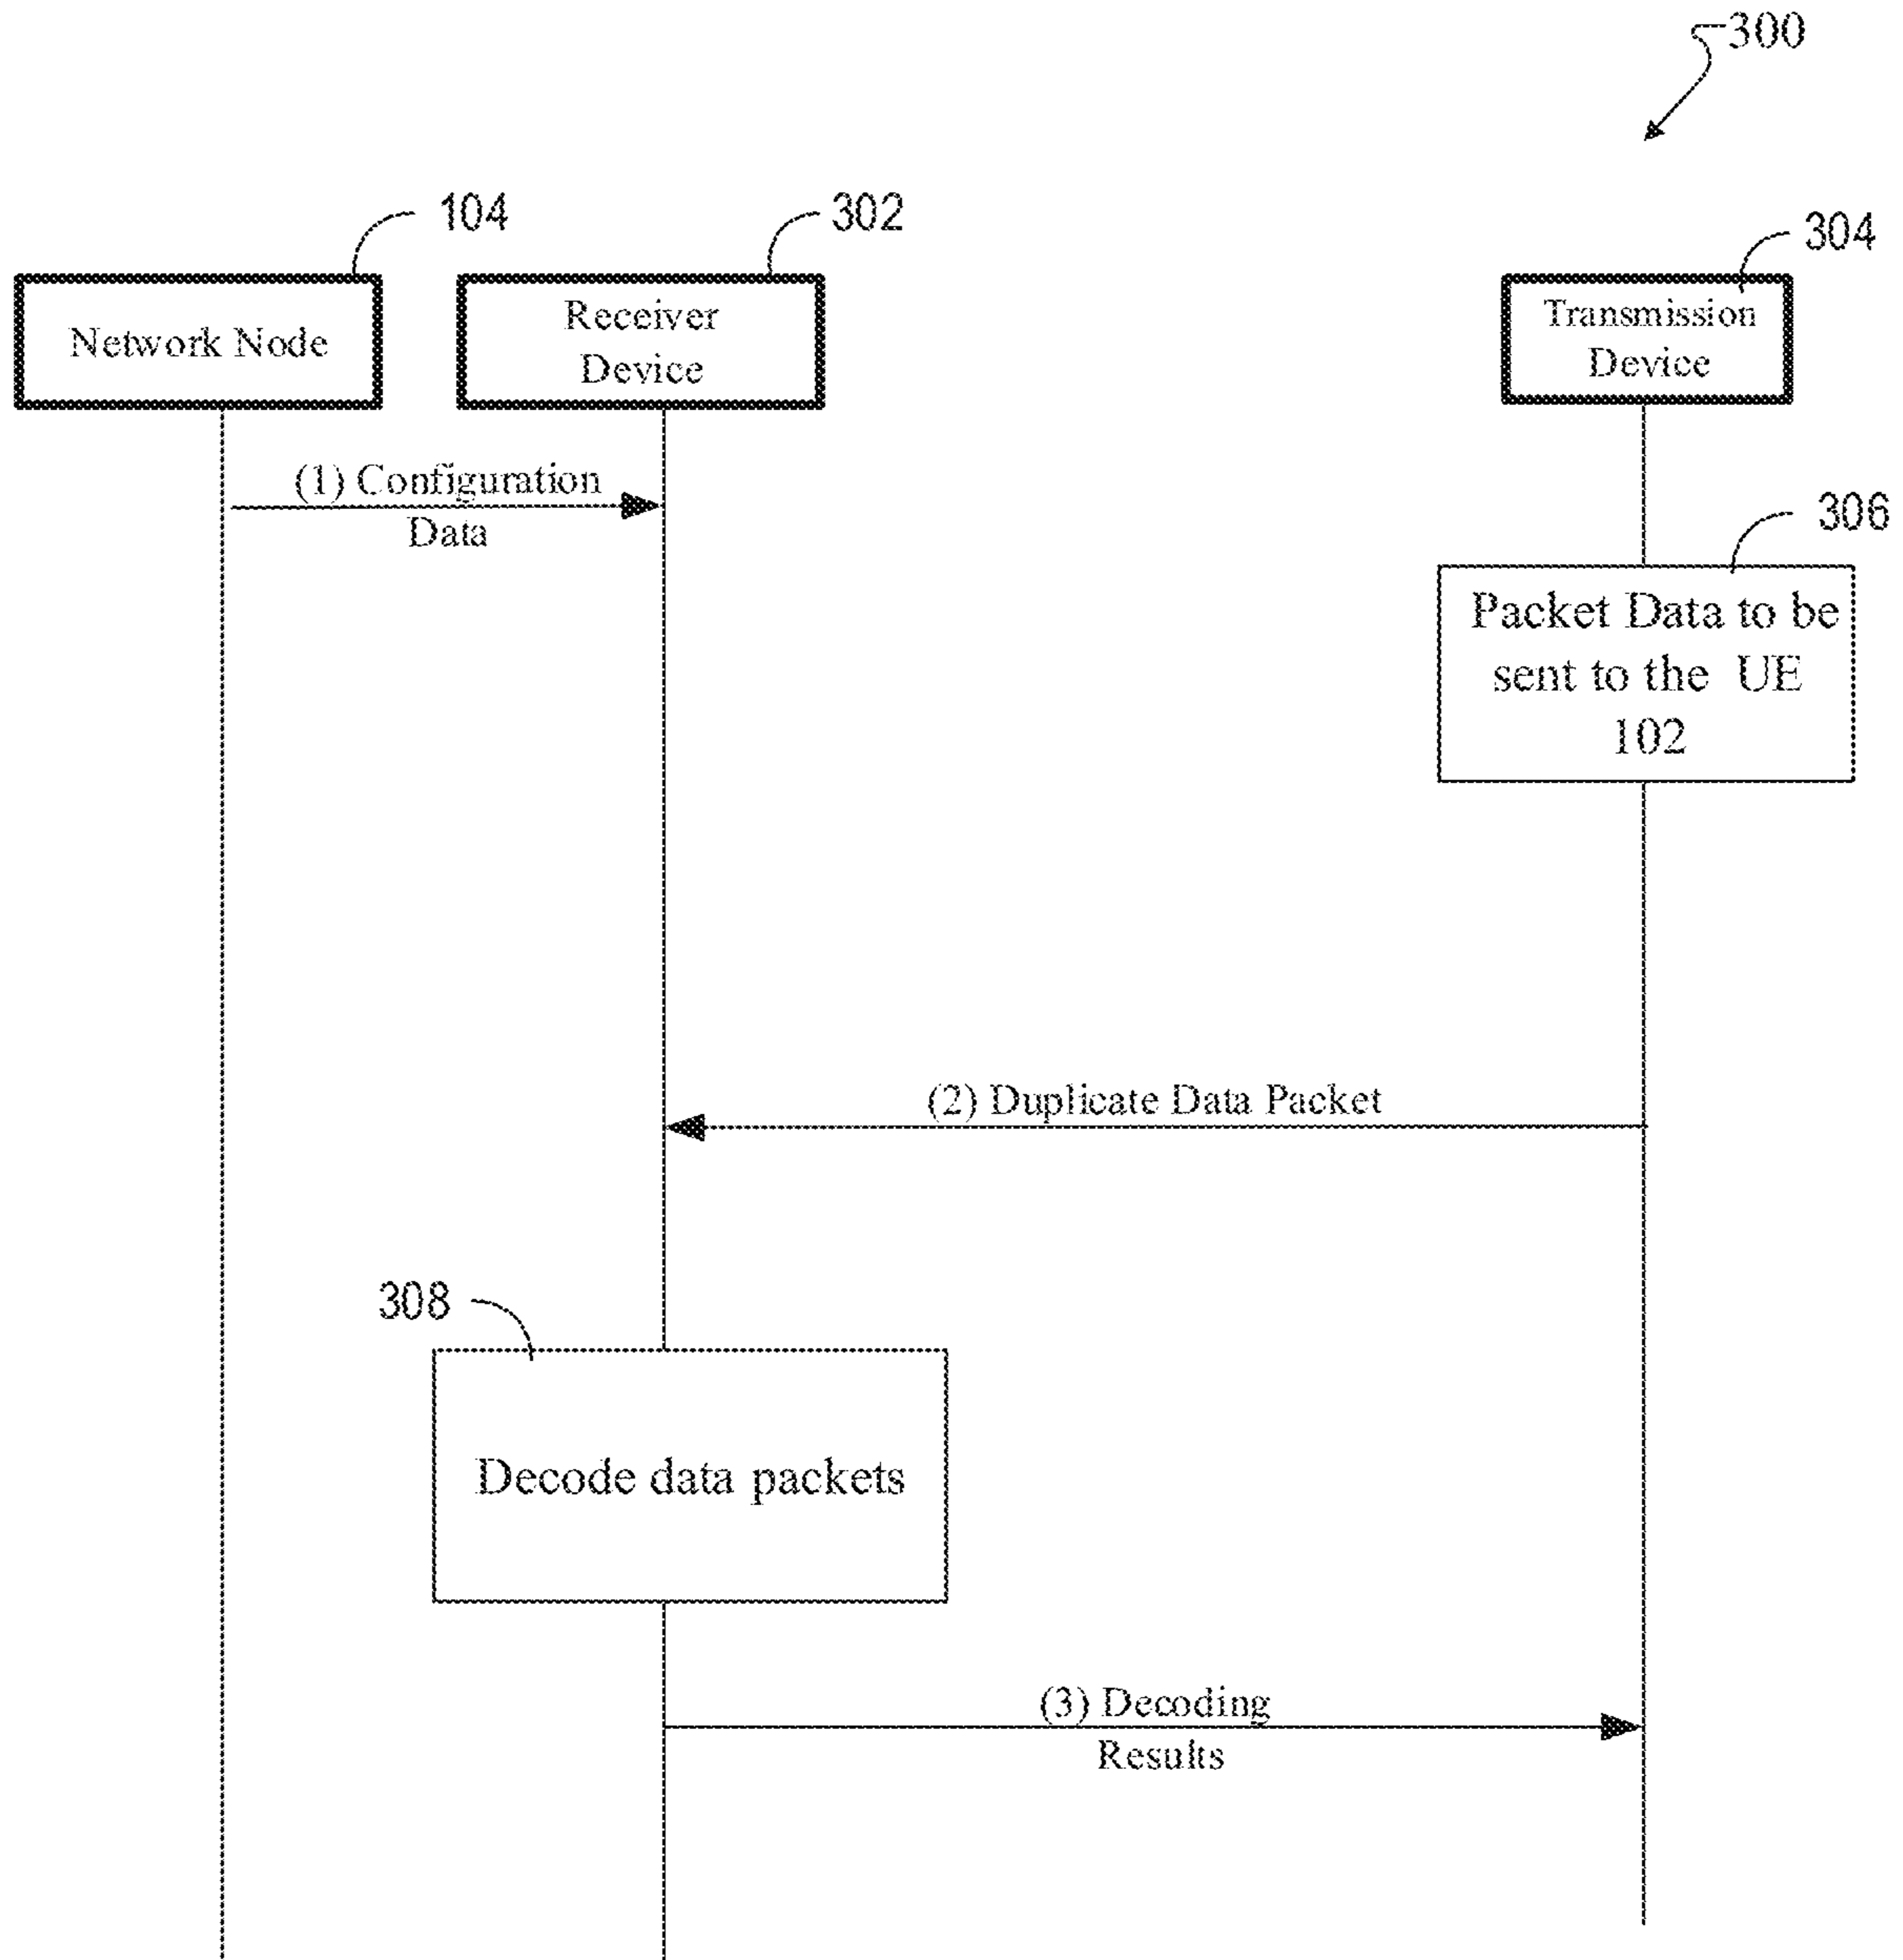 300
104
302
304
Network Node
Receiver
Device
Transmission
Device
(1) Configuration
Data
306
Packet Data to be
sent to the UE
102
(2) Duplicate Data Packet
308
Decode data packets
(3) Decoding
Results